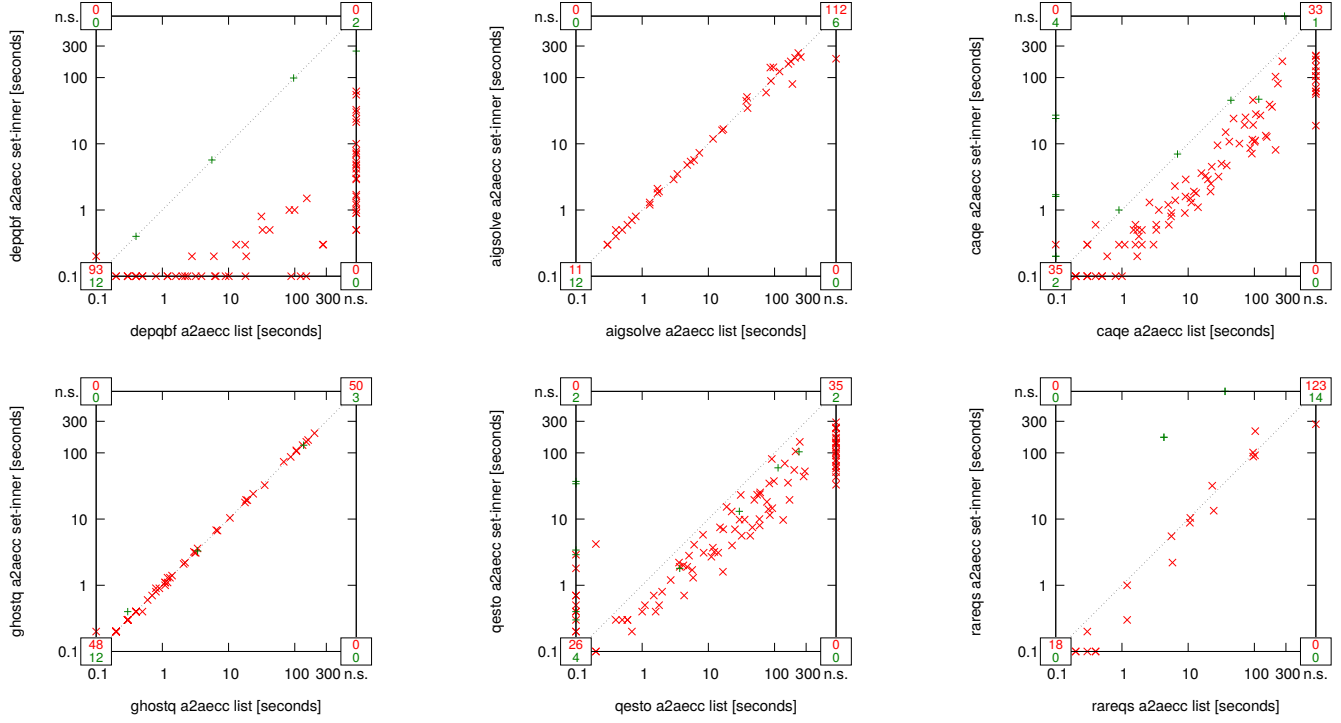 n.s. 0 0 0 2
300
100
10
1
0.1
93 12 0 0
0.1 1 10 100 300 n.s.
depqbf a2aecc set-inner [seconds]
depqbf a2aecc list [seconds]
n.s. 0 0 112 6
300
100
10
1
0.1
11 12 0 0
0.1 1 10 100 300 n.s.
aigsolve a2aecc set-inner [seconds]
aigsolve a2aecc list [seconds]
n.s. 0 4 33 1
300
100
10
1
0.1
35 2 0 0
0.1 1 10 100 300 n.s.
caqe a2aecc set-inner [seconds]
caqe a2aecc list [seconds]
n.s. 0 0 50 3
300
100
10
1
0.1
48 12 0 0
0.1 1 10 100 300 n.s.
ghostq a2aecc set-inner [seconds]
ghostq a2aecc list [seconds]
n.s. 0 2 35 2
300
100
10
1
0.1
26 4 0 0
0.1 1 10 100 300 n.s.
qesto a2aecc set-inner [seconds]
qesto a2aecc list [seconds]
n.s. 0 0 123 14
300
100
10
1
0.1
18 0 0 0
0.1 1 10 100 300 n.s.
rareqs a2aecc set-inner [seconds]
rareqs a2aecc list [seconds]